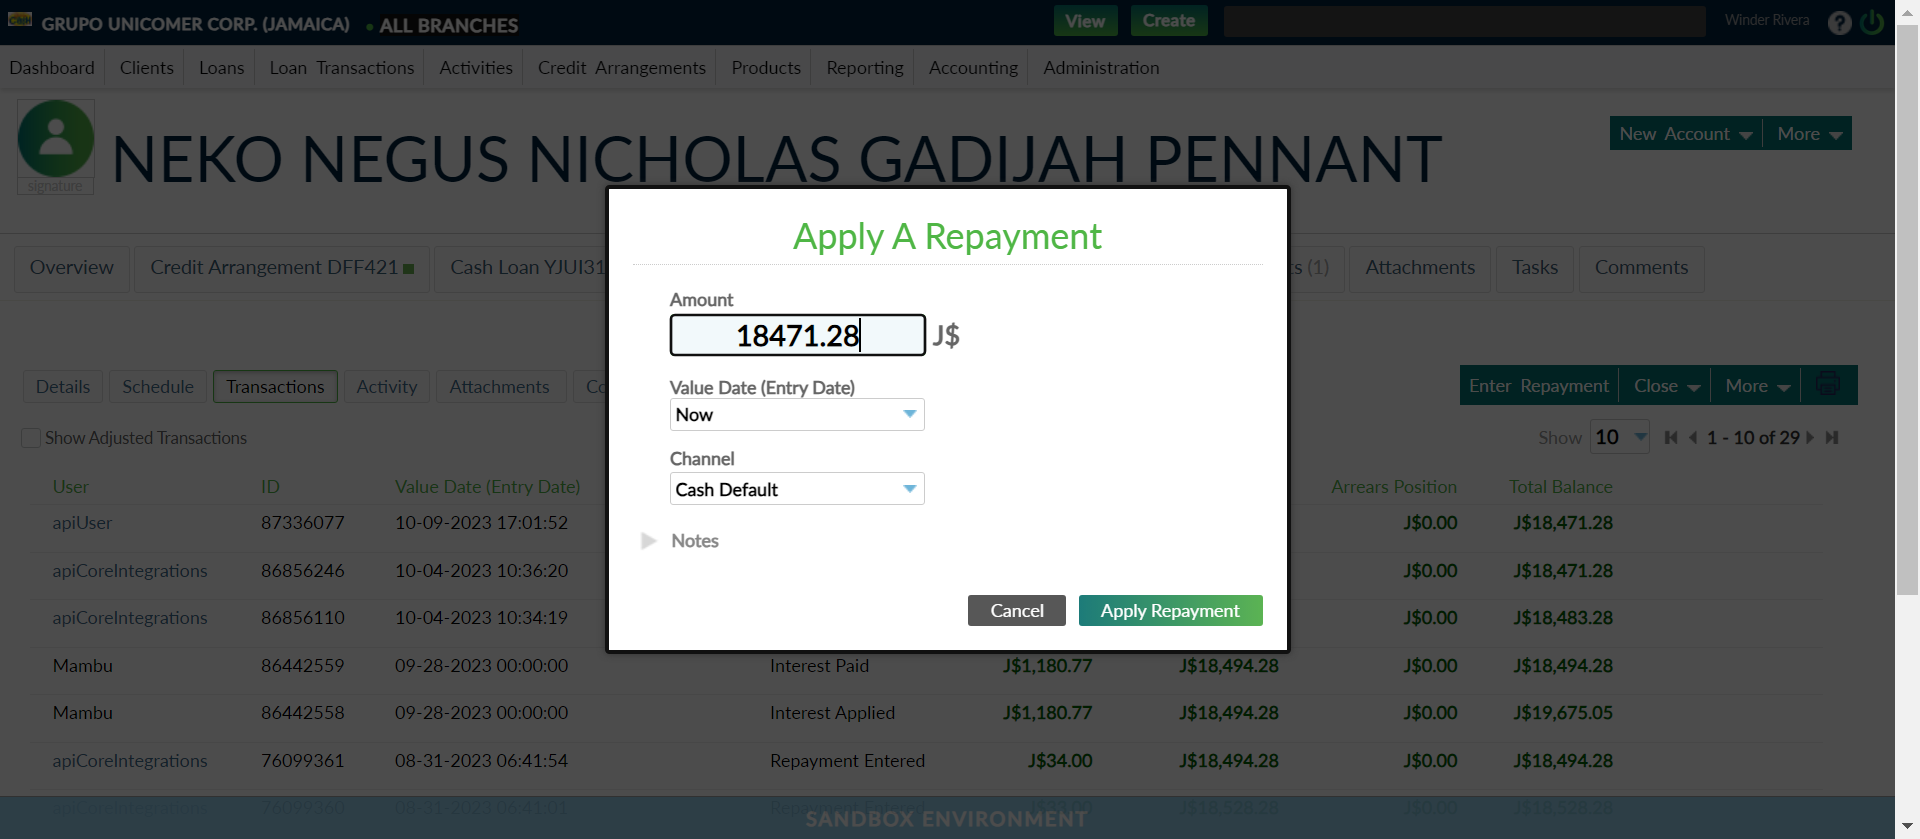 GRUPO UNICOMER CORP. (JAMAICA) • ALL BRANCHES View Create Winder Rivera ?
Dashboard Clients Loans Loan Transactions Activities Credit Arrangements Products Reporting Accounting Administration
NEKO NEGUS NICHOLAS GADIJAH PENNANT
New Account More
signature
Apply A Repayment
Overview Credit Arrangement DFF421 Cash Loan YJUI31 (1) Attachments Tasks Comments
Amount
18471.28 J$
Details Schedule Transactions Activity Attachments Co
Value Date (Entry Date)
Enter Repayment Close More
Now
Show Adjusted Transactions
Show 10 1 - 10 of 29
Channel
Cash Default
User ID Value Date (Entry Date) Arrears Position Total Balance
apiUser 87336077 10-09-2023 17:01:52 J$0.00 J$18,471.28
Notes
apiCoreIntegrations 86856246 10-04-2023 10:36:20 J$0.00 J$18,471.28
Cancel Apply Repayment
apiCoreIntegrations 86856110 10-04-2023 10:34:19 J$0.00 J$18,483.28
Mambu 86442559 09-28-2023 00:00:00 Interest Paid J$1,180.77 J$18,494.28 J$0.00 J$18,494.28
Mambu 86442558 09-28-2023 00:00:00 Interest Applied J$1,180.77 J$18,494.28 J$0.00 J$19,675.05
apiCoreIntegrations 76099361 08-31-2023 06:41:54 Repayment Entered J$34.00 J$18,494.28 J$0.00 J$18,494.28
apiCoreIntegrations 76099360 08-31-2023 06:41:01 Repayment Entered J$33.00 J$18,528.28 J$0.00 J$18,528.28
SANDBOX ENVIRONMENT